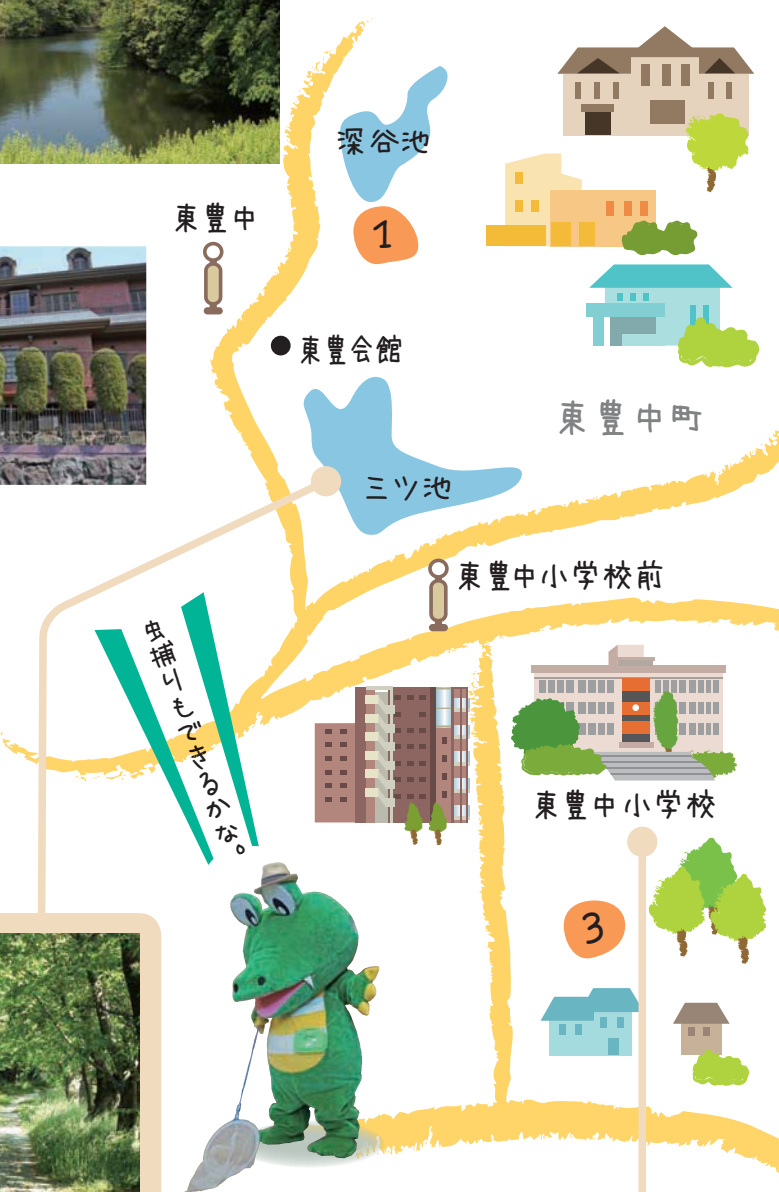 深谷池
1
東豊中
東豊会館
東豊中町
三ツ池
東豊中小学校前
虫捕りもできるかな。
東豊中小学校
3